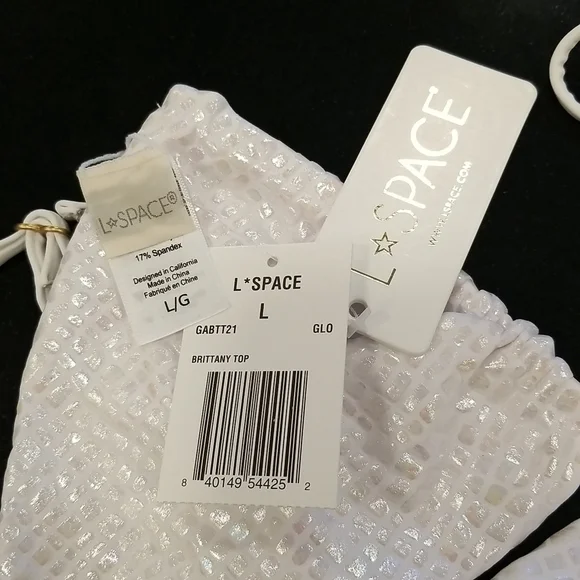 L☆SPACE®
17% Spandex
Designed in California
Made in China
Fabriqué en Chine
L/G
L*SPACE
L
GABTT21 GLO
BRITTANY TOP
8 40149 54425 2
L☆SPACE
WWW.LSPACE.COM